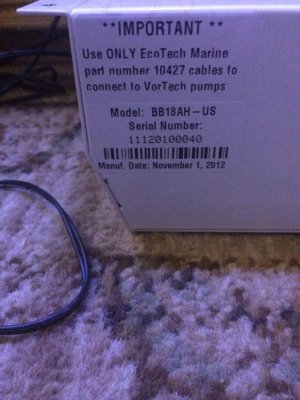 **IMPORTANT **
Use ONLY EcoTech Marine
part number 10427 cables to
connect to VorTech pumps
Model: BB18AH-US
Serial Number:
11120100040
Manuf. Date: November 1, 2012